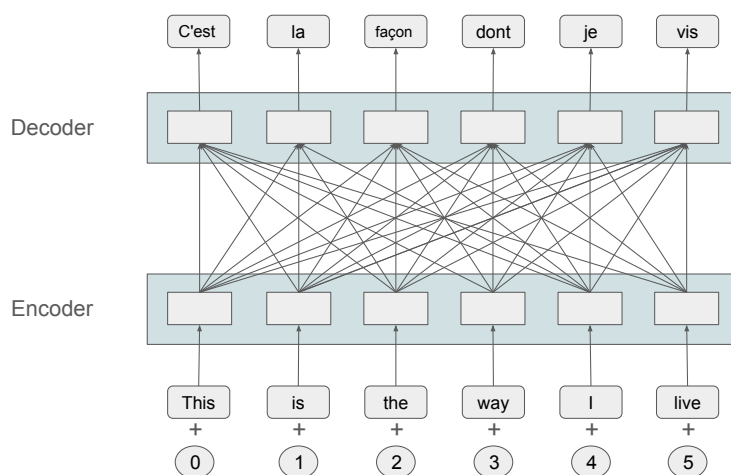 C'est la façon dont je vis
Decoder
Encoder
This is the way I live
+ + + + + +
0 1 2 3 4 5